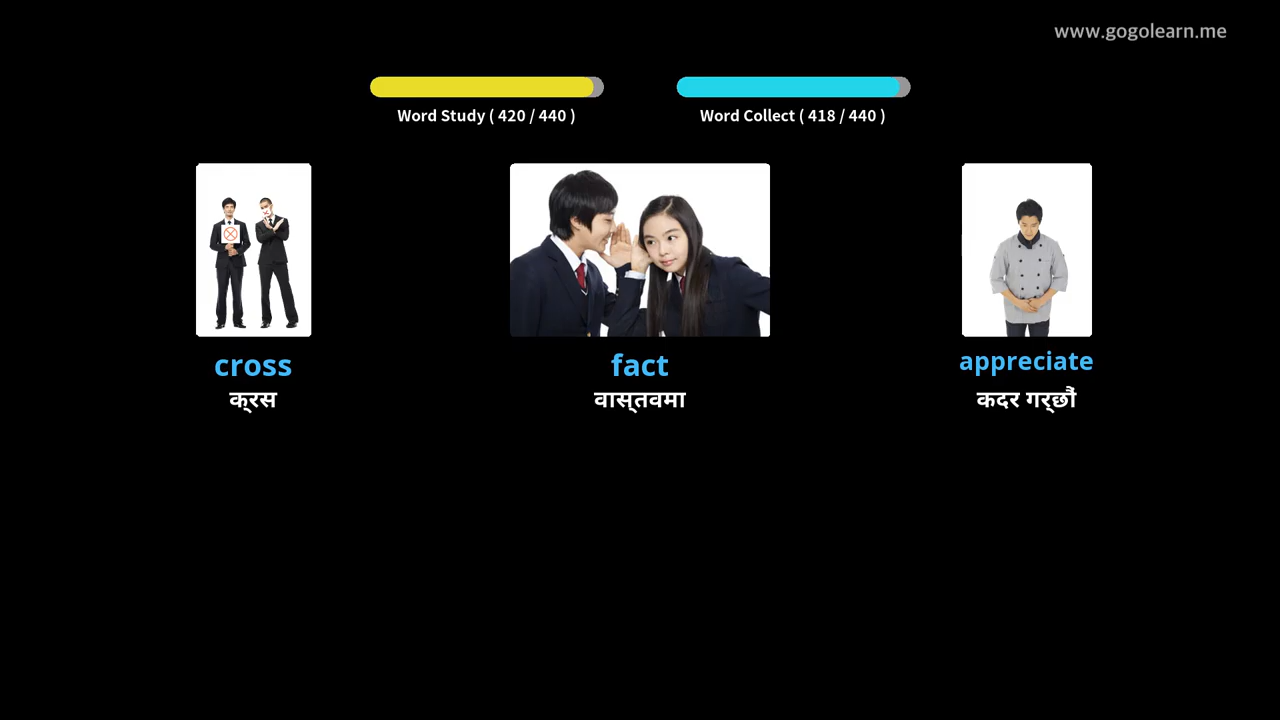 www.gogolearn.me
Word Study ( 420 / 440 )
Word Collect ( 418 / 440 )
cross
fact
appreciate
क्रस
वास्तवमा
कदर गर्छौं